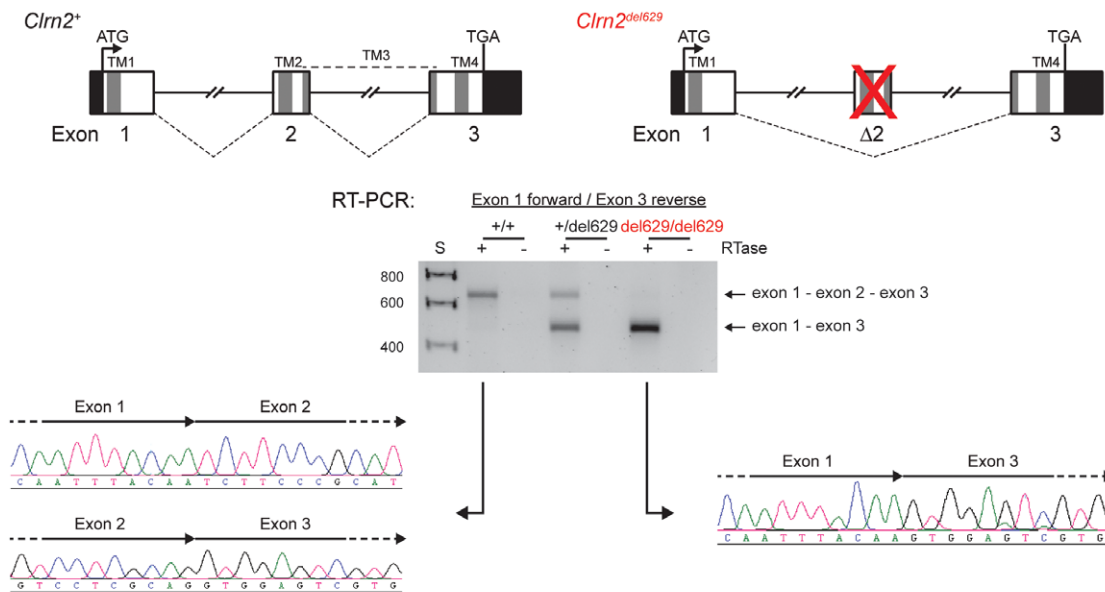 Clrn2+
Clrn2del629
ATG
TM1
TM2
TM3
TM4
TGA
ATG
TM1
TM4
TGA
Exon 1 2 3
Exon 1 Δ2 3
RT-PCR: Exon 1 forward / Exon 3 reverse
+/+ +/del629 del629/del629
S + - + - + - RTase
800
600
400
← exon 1 - exon 2 - exon 3
← exon 1 - exon 3
Exon 1 Exon 2
C A A T T T A C A A T C T T C C C G C A T
Exon 1 Exon 3
C A A T T T A C A A G T G G A G T C G T G
Exon 2 Exon 3
G T C C T C G C A G G T G G A G T C G T G